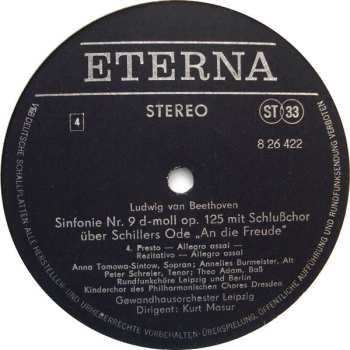 ETERNA
STEREO
ST 33
4
8 26 422
Ludwig van Beethoven
Sinfonie Nr. 9 d-moll op. 125 mit Schlußchor
über Schillers Ode „An die Freude"
4. Presto — Allegro assai —
Rezitativo — Allegro assai
Anna Tomowa-Sintow, Sopran; Annelies Burmeister, Alt
Peter Schreier, Tenor; Theo Adam, Baß
Rundfunkchöre Leipzig und Berlin
Kinderchor des Philharmonischen Chores Dresden
Gewandhausorchester Leipzig
Dirigent: Kurt Masur
VEB DEUTSCHE SCHALLPLATTEN · ALLE HERSTELLER- UND URHEBERRECHTE VORBEHALTEN · ÜBERSPIELUNG, ÖFFENTLICHE AUFFÜHRUNG UND RUNDFUNKSENDUNG VERBOTEN